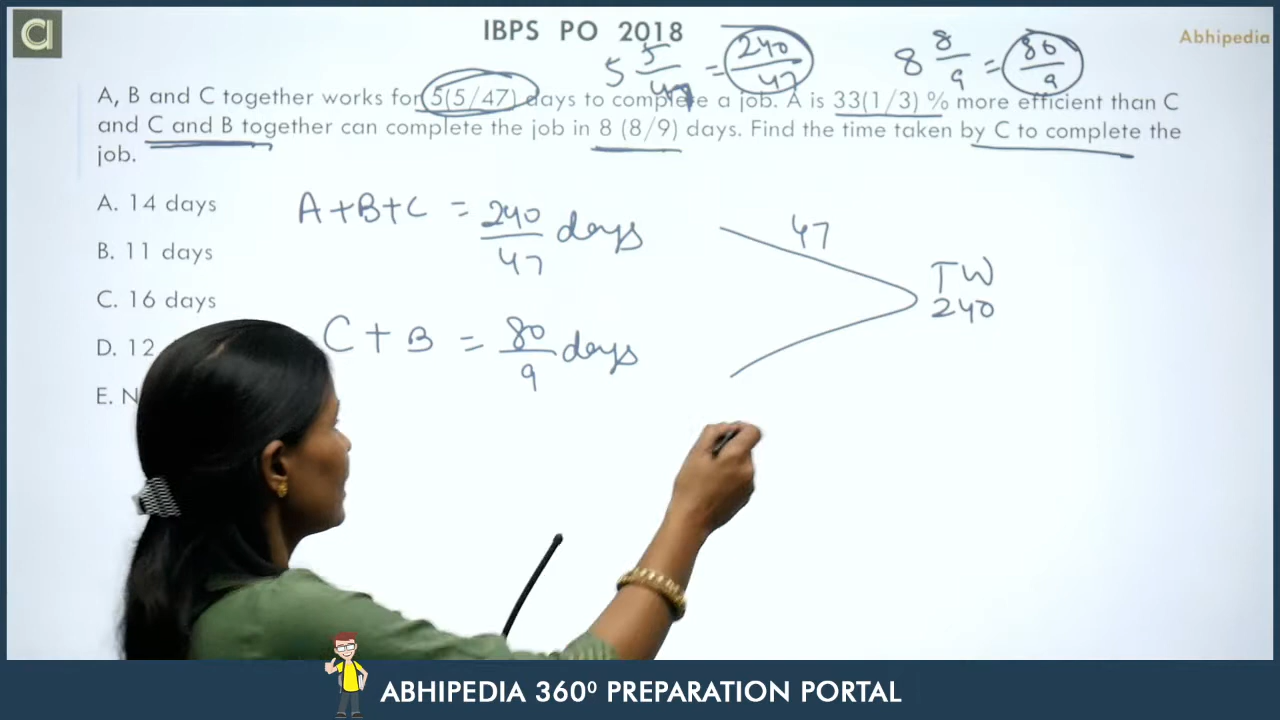 IBPS PO 2018
Abhipedia
5 5/47 = 240/47
8 8/9 = 80/9
A, B and C together works for 5(5/47) days to complete a job. A is 33(1/3) % more efficient than C
and C and B together can complete the job in 8 (8/9) days. Find the time taken by C to complete the
job.
A. 14 days
B. 11 days
C. 16 days
D. 12
E. N
A+B+C = 240/47 days
47
TW
240
C + B = 80/9 days
ABHIPEDIA 360⁰ PREPARATION PORTAL